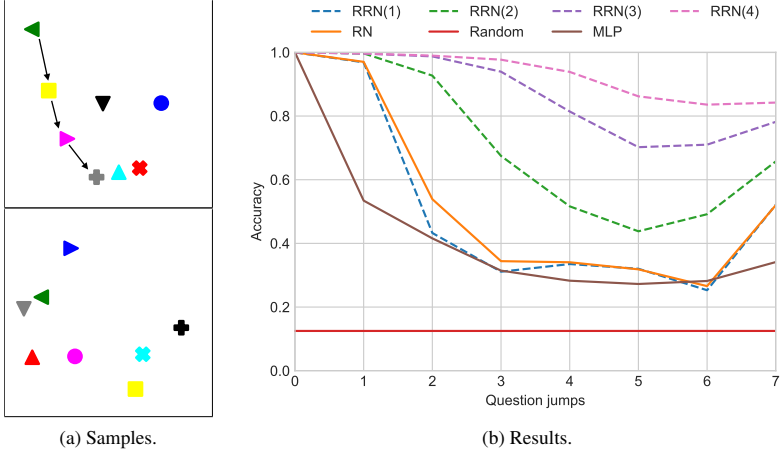 RRN(1) RRN(2) RRN(3) RRN(4)
RN Random MLP
1.0
0.8
0.6
0.4
0.2
0.0
Accuracy
0 1 2 3 4 5 6 7
Question jumps
(a) Samples.
(b) Results.